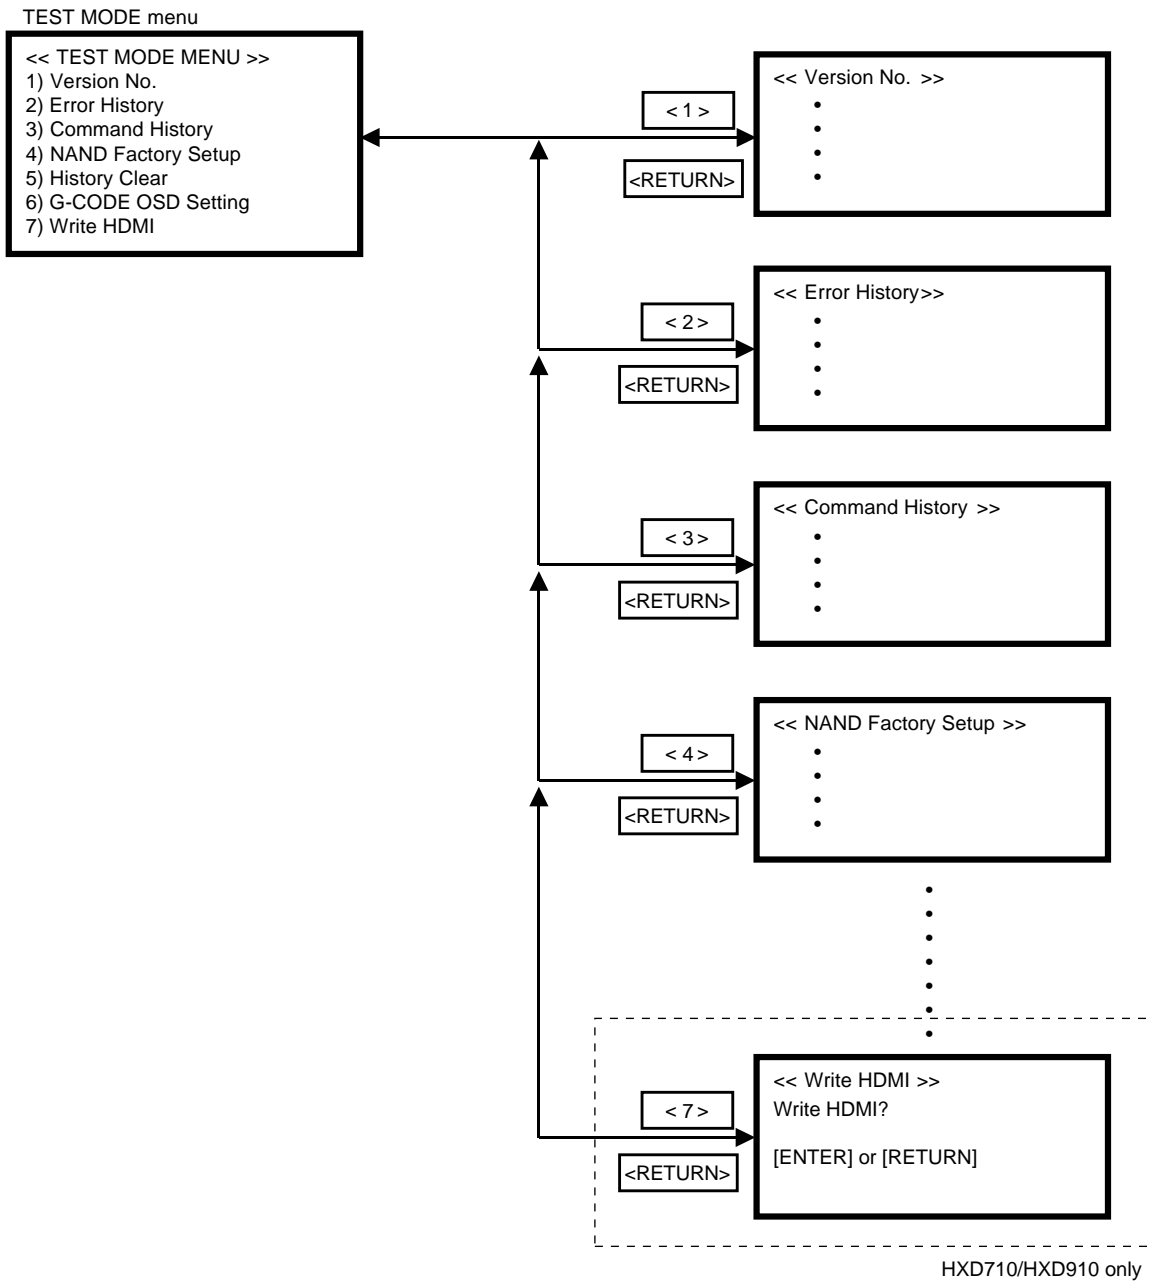 TEST MODE menu
<< TEST MODE MENU >>
1) Version No.
2) Error History
3) Command History
4) NAND Factory Setup
5) History Clear
6) G-CODE OSD Setting
7) Write HDMI
< 1 >
<RETURN>
<< Version No. >>
•
•
•
•
< 2 >
<RETURN>
<< Error History>>
•
•
•
•
< 3 >
<RETURN>
<< Command History >>
•
•
•
•
< 4 >
<RETURN>
<< NAND Factory Setup >>
•
•
•
•
•
•
•
•
•
•
•
< 7 >
<RETURN>
<< Write HDMI >>
Write HDMI?
[ENTER] or [RETURN]
HXD710/HXD910 only